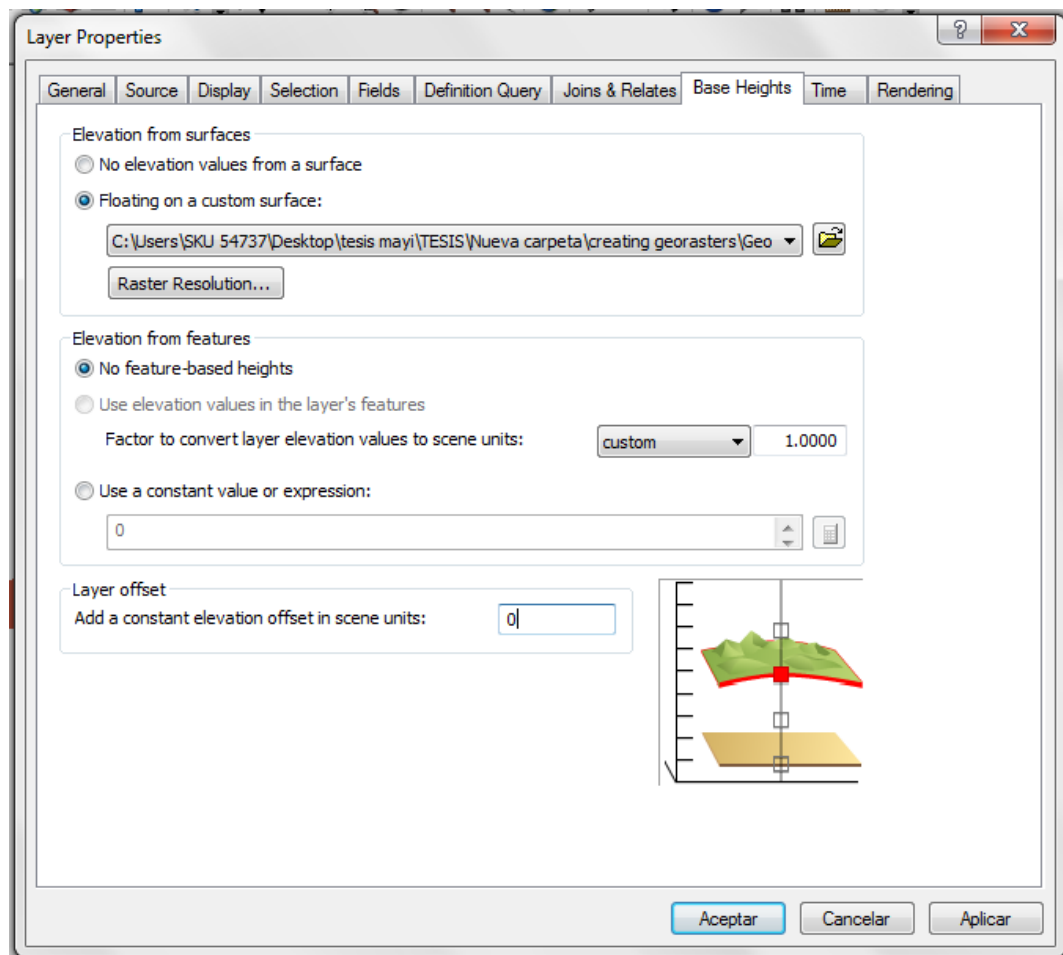 Layer Properties
General Source Display Selection Fields Definition Query Joins & Relates Base Heights Time Rendering
Elevation from surfaces
No elevation values from a surface
Floating on a custom surface:
C:\Users\SKU 54737\Desktop\tesis mayi\TESIS\Nueva carpeta\creating georasters\Geo
Raster Resolution...
Elevation from features
No feature-based heights
Use elevation values in the layer's features
Factor to convert layer elevation values to scene units: custom 1.0000
Use a constant value or expression:
0
Layer offset
Add a constant elevation offset in scene units: 0
Aceptar Cancelar Aplicar